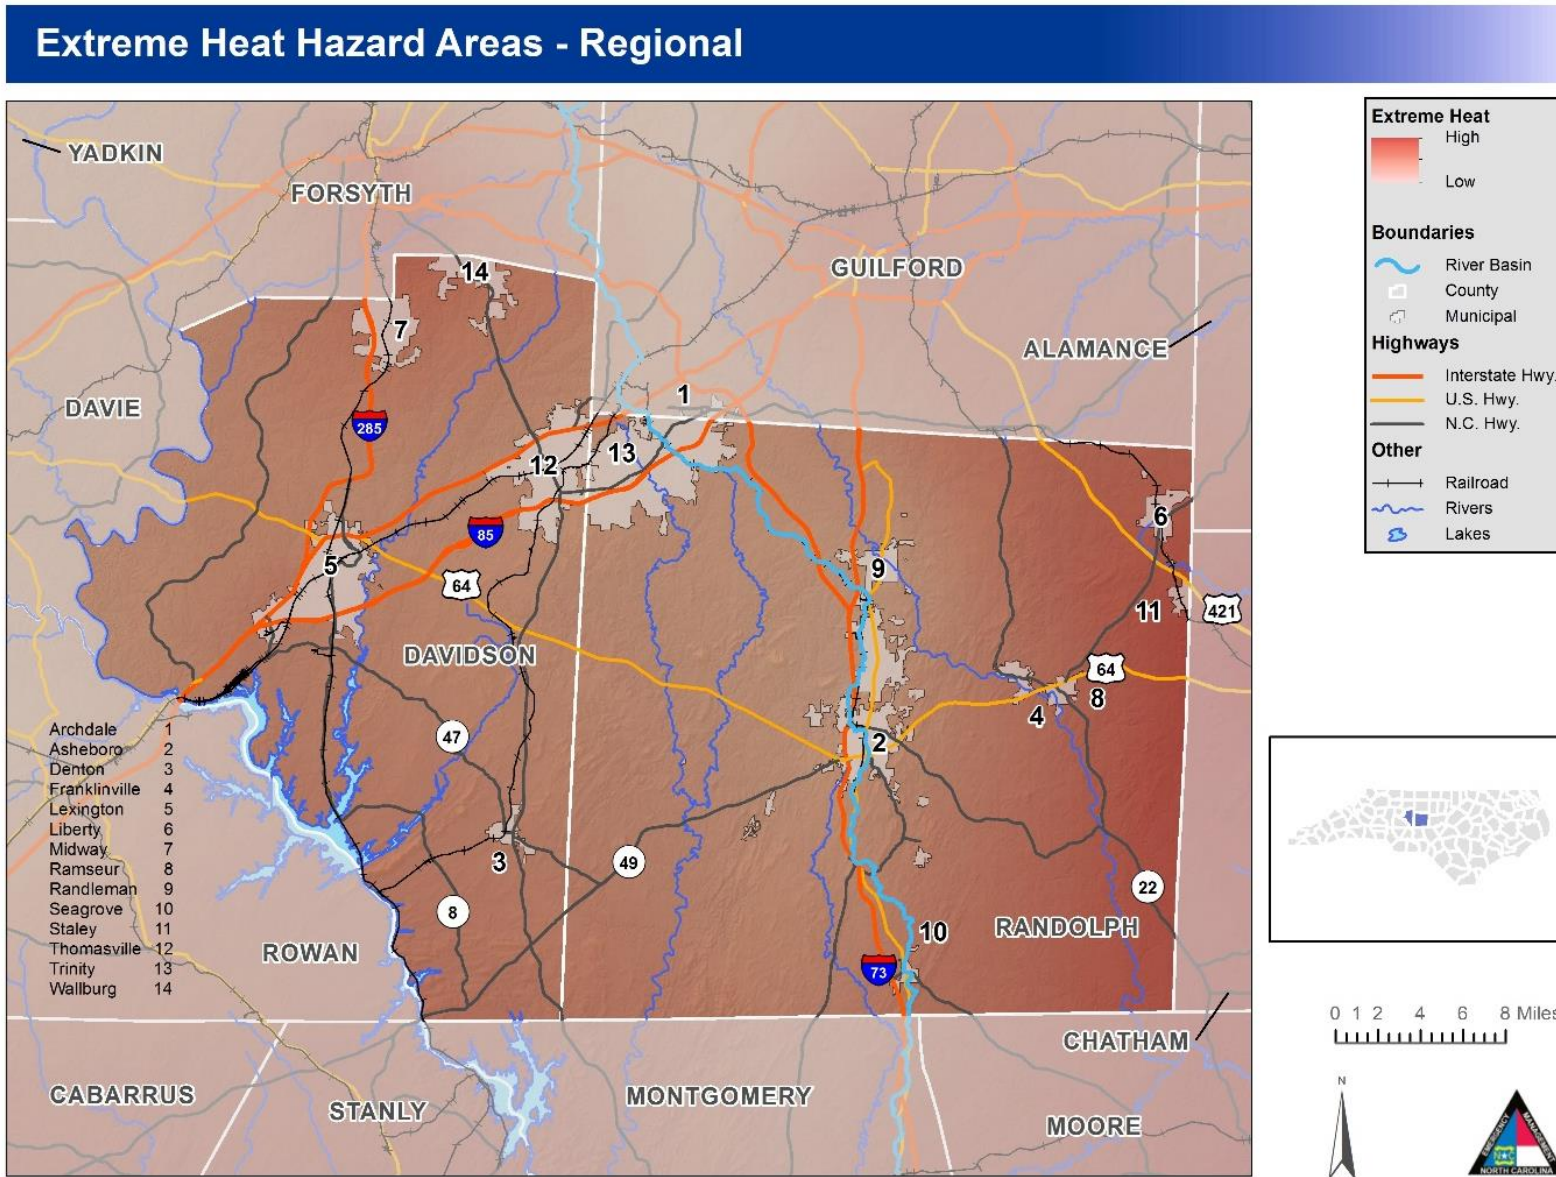 Extreme Heat Hazard Areas - Regional
YADKIN
FORSYTH
GUILFORD
ALAMANCE
DAVIE
14
7
1
285
13
12
6
85
5
9
64
11
421
DAVIDSON
64
8
4
47
2
3
49
22
8
10
RANDOLPH
73
ROWAN
CHATHAM
CABARRUS
STANLY
MONTGOMERY
MOORE
Archdale 1
Asheboro 2
Denton 3
Franklinville 4
Lexington 5
Liberty 6
Midway 7
Ramseur 8
Randleman 9
Seagrove 10
Staley 11
Thomasville 12
Trinity 13
Wallburg 14
Extreme Heat
High
Low
Boundaries
River Basin
County
Municipal
Highways
Interstate Hwy.
U.S. Hwy.
N.C. Hwy.
Other
Railroad
Rivers
Lakes
0 1 2 4 6 8 Miles
N
EMERGENCY
MANAGEMENT
NORTH CAROLINA